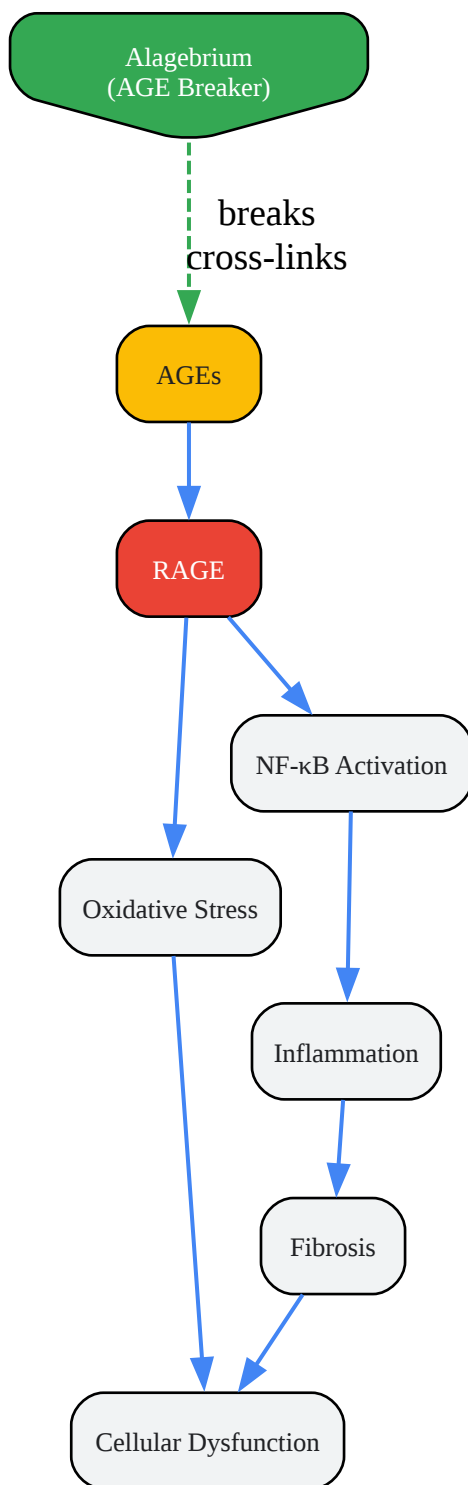 Alagebrium
(AGE Breaker)
breaks
cross-links
AGEs
RAGE
NF-κB Activation
Oxidative Stress
Inflammation
Fibrosis
Cellular Dysfunction